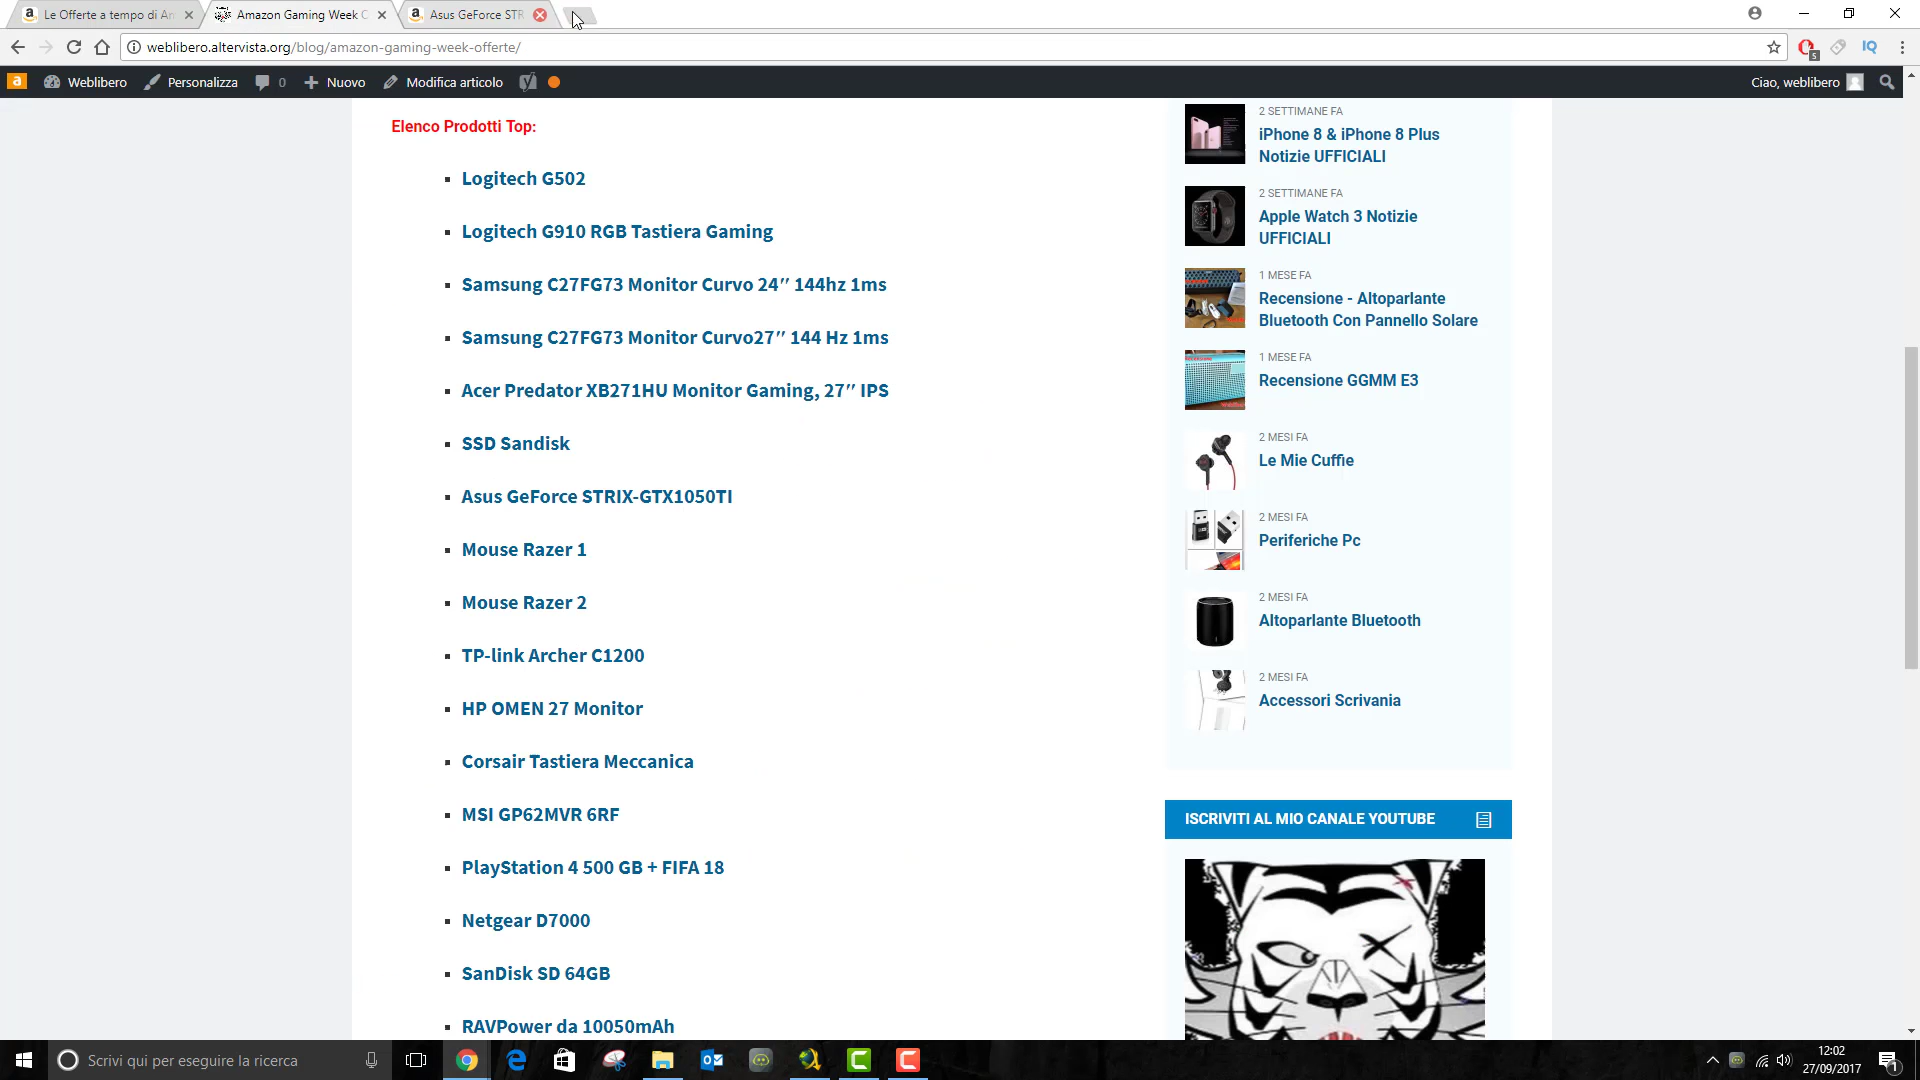 Le Offerte a tempo di Am
Amazon Gaming Week O
Asus GeForce STR
weblibero.altervista.org/blog/amazon-gaming-week-offerte/
5
IQ
Weblibero
Personalizza
0
Nuovo
Modifica articolo
Ciao, weblibero
Elenco Prodotti Top:
Logitech G502
Logitech G910 RGB Tastiera Gaming
Samsung C27FG73 Monitor Curvo 24″ 144hz 1ms
Samsung C27FG73 Monitor Curvo27″ 144 Hz 1ms
Acer Predator XB271HU Monitor Gaming, 27″ IPS
SSD Sandisk
Asus GeForce STRIX-GTX1050TI
Mouse Razer 1
Mouse Razer 2
TP-link Archer C1200
HP OMEN 27 Monitor
Corsair Tastiera Meccanica
MSI GP62MVR 6RF
PlayStation 4 500 GB + FIFA 18
Netgear D7000
SanDisk SD 64GB
RAVPower da 10050mAh
2 SETTIMANE FA
iPhone 8 & iPhone 8 Plus
Notizie UFFICIALI
2 SETTIMANE FA
Apple Watch 3 Notizie
UFFICIALI
1 MESE FA
Recensione - Altoparlante
Bluetooth Con Pannello Solare
1 MESE FA
Recensione GGMM E3
2 MESI FA
Le Mie Cuffie
2 MESI FA
Periferiche Pc
2 MESI FA
Altoparlante Bluetooth
2 MESI FA
Accessori Scrivania
ISCRIVITI AL MIO CANALE YOUTUBE
Scrivi qui per eseguire la ricerca
12:02
27/09/2017
1